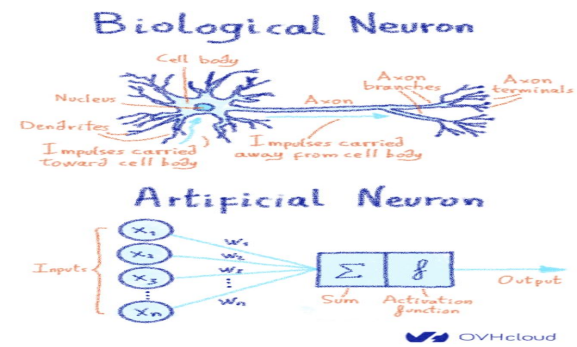 Biological Neuron
Cell body
Nucleus
Dendrites
Impulses carried
toward cell body
Axon
Impulses carried
away from cell body
Axon
branches
Axon
terminals
Artificial Neuron
Inputs
x₁
x₂
x₃
⋮
xₙ
w₁
w₂
w₃
⋮
wₙ
Σ
f
Sum
Activation
function
Output
OVHcloud